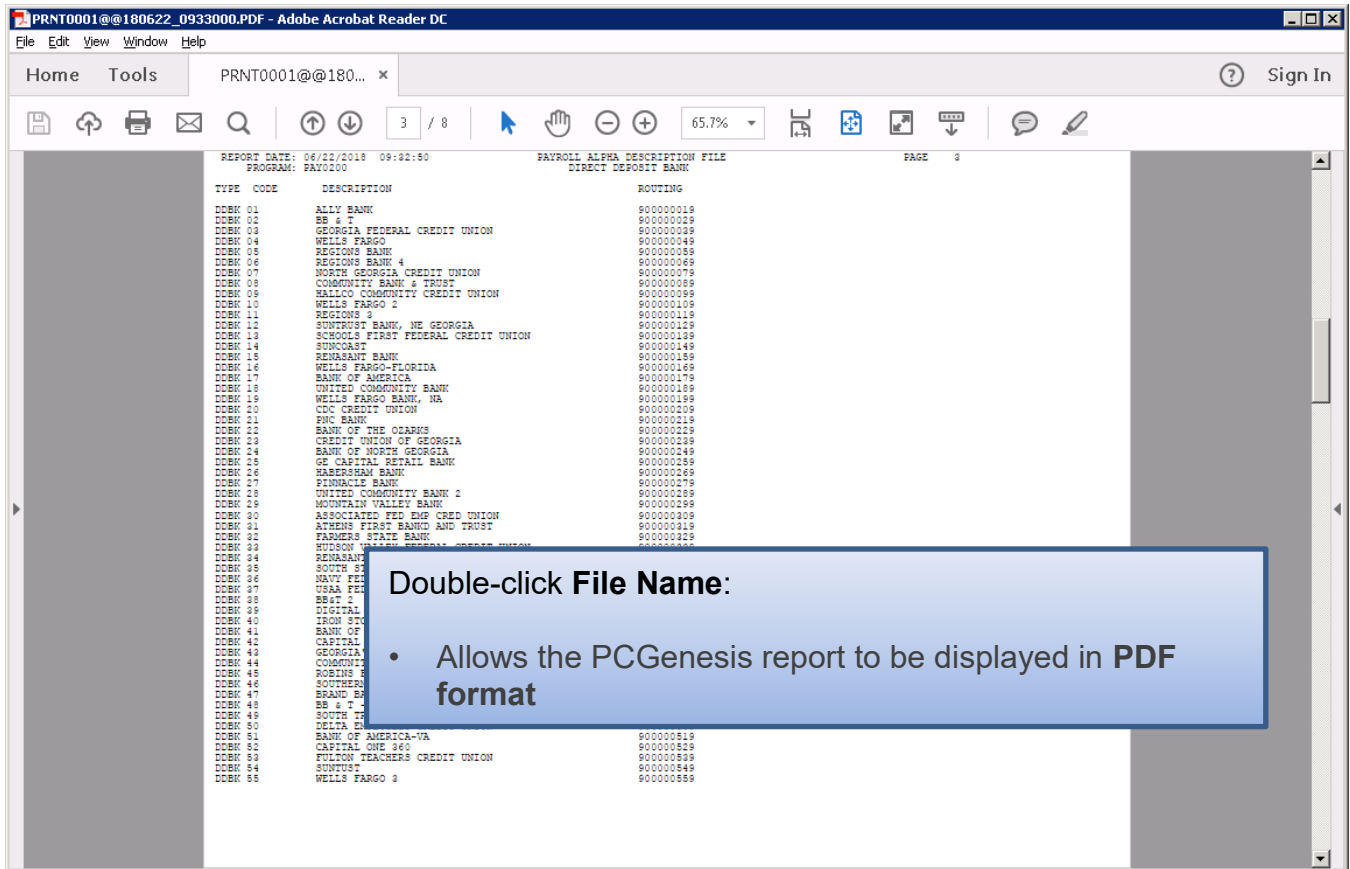 PRNT0001@@180622_0933000.PDF - Adobe Acrobat Reader DC
File Edit View Window Help
Home Tools PRNT0001@@180... × ? Sign In
3 / 8 65.7%
REPORT DATE: 06/22/2018 09:32:50 PAYROLL ALPHA DESCRIPTION FILE PAGE 3
PROGRAM: PAY0200 DIRECT DEPOSIT BANK
TYPE CODE DESCRIPTION ROUTING
DDBK 01 ALLY BANK 900000019
DDBK 02 BB & T 900000029
DDBK 03 GEORGIA FEDERAL CREDIT UNION 900000039
DDBK 04 WELLS FARGO 900000049
DDBK 05 REGIONS BANK 900000059
DDBK 06 REGIONS BANK 4 900000069
DDBK 07 NORTH GEORGIA CREDIT UNION 900000079
DDBK 08 COMMUNITY BANK & TRUST 900000089
DDBK 09 HALLCO COMMUNITY CREDIT UNION 900000099
DDBK 10 WELLS FARGO 2 900000109
DDBK 11 REGIONS 3 900000119
DDBK 12 SUNTRUST BANK, NE GEORGIA 900000129
DDBK 13 SCHOOLS FIRST FEDERAL CREDIT UNION 900000139
DDBK 14 SUNCOAST 900000149
DDBK 15 RENASANT BANK 900000159
DDBK 16 WELLS FARGO-FLORIDA 900000169
DDBK 17 BANK OF AMERICA 900000179
DDBK 18 UNITED COMMUNITY BANK 900000189
DDBK 19 WELLS FARGO BANK, NA 900000199
DDBK 20 CDC CREDIT UNION 900000209
DDBK 21 PNC BANK 900000219
DDBK 22 BANK OF THE OZARKS 900000229
DDBK 23 CREDIT UNION OF GEORGIA 900000239
DDBK 24 BANK OF NORTH GEORGIA 900000249
DDBK 25 GE CAPITAL RETAIL BANK 900000259
DDBK 26 HABERSHAM BANK 900000269
DDBK 27 PINNACLE BANK 900000279
DDBK 28 UNITED COMMUNITY BANK 2 900000289
DDBK 29 MOUNTAIN VALLEY BANK 900000299
DDBK 30 ASSOCIATED FED EMP CRED UNION 900000309
DDBK 31 ATHENS FIRST BANKD AND TRUST 900000319
DDBK 32 FARMERS STATE BANK 900000329
DDBK 33 HUDSON VALLEY FEDERAL CREDIT UNION
DDBK 34 RENASANT
DDBK 35 SOUTH ST
DDBK 36 NAVY FED
DDBK 37 USAA FED
DDBK 38 BB&T 2
DDBK 39 DIGITAL
DDBK 40 IRON STO
DDBK 41 BANK OF
DDBK 42 CAPITAL
DDBK 43 GEORGIA'
DDBK 44 COMMUNIT
DDBK 45 ROBINS
DDBK 46 SOUTHERN
DDBK 47 BRAND BA
DDBK 48 BB & T -
DDBK 49 SOUTH TR
DDBK 50 DELTA
DDBK 51 BANK OF AMERICA-VA 900000519
DDBK 52 CAPITAL ONE 360 900000529
DDBK 53 FULTON TEACHERS CREDIT UNION 900000539
DDBK 54 SUNTUST 900000549
DDBK 55 WELLS FARGO 3 900000559
Double-click File Name:
• Allows the PCGenesis report to be displayed in PDF
format